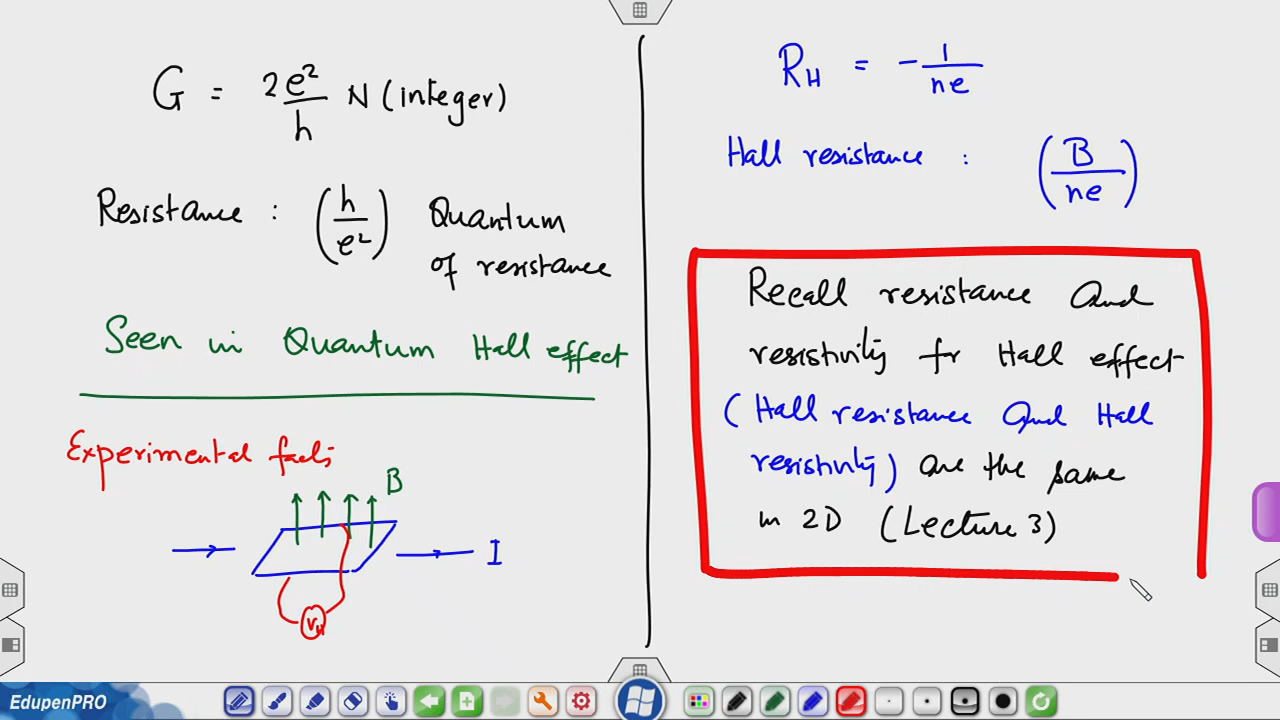 G = 2e²/h N (integer)
Resistance : (h/e²) Quantum
of resistance
Seen in Quantum Hall effect
Experimental facts
B
I
V_H
R_H = - 1/ne
Hall resistance : (B/ne)
Recall resistance and
resistivity fr Hall effect
(Hall resistance and Hall
resistivity) are the same
in 2D (Lecture 3)
EdupenPRO